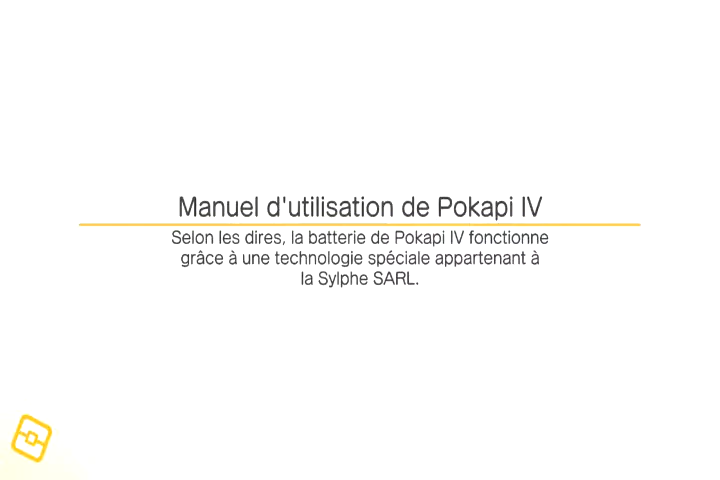 Manuel d'utilisation de Pokapi IV
Selon les dires, la batterie de Pokapi IV fonctionne
grâce à une technologie spéciale appartenant à
la Sylphe SARL.